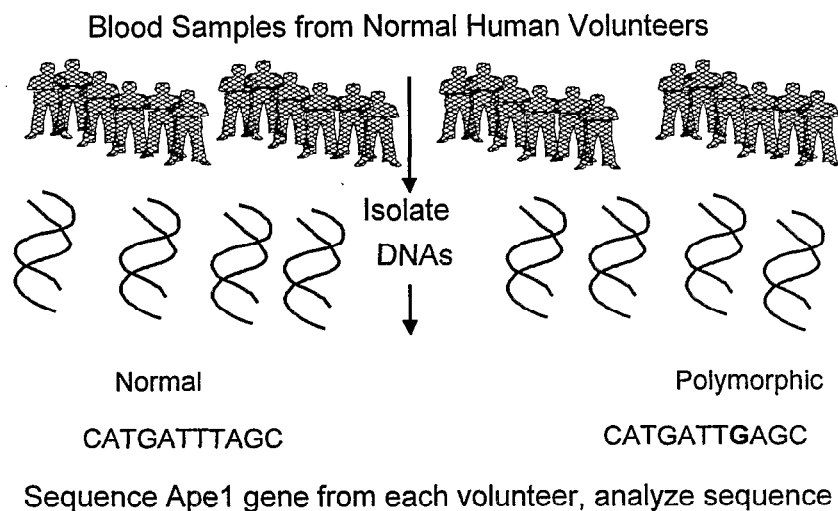 Blood Samples from Normal Human Volunteers
Isolate
DNAs
Normal
Polymorphic
CATGATTTAGC
CATGATTGAGC
Sequence Ape1 gene from each volunteer, analyze sequence